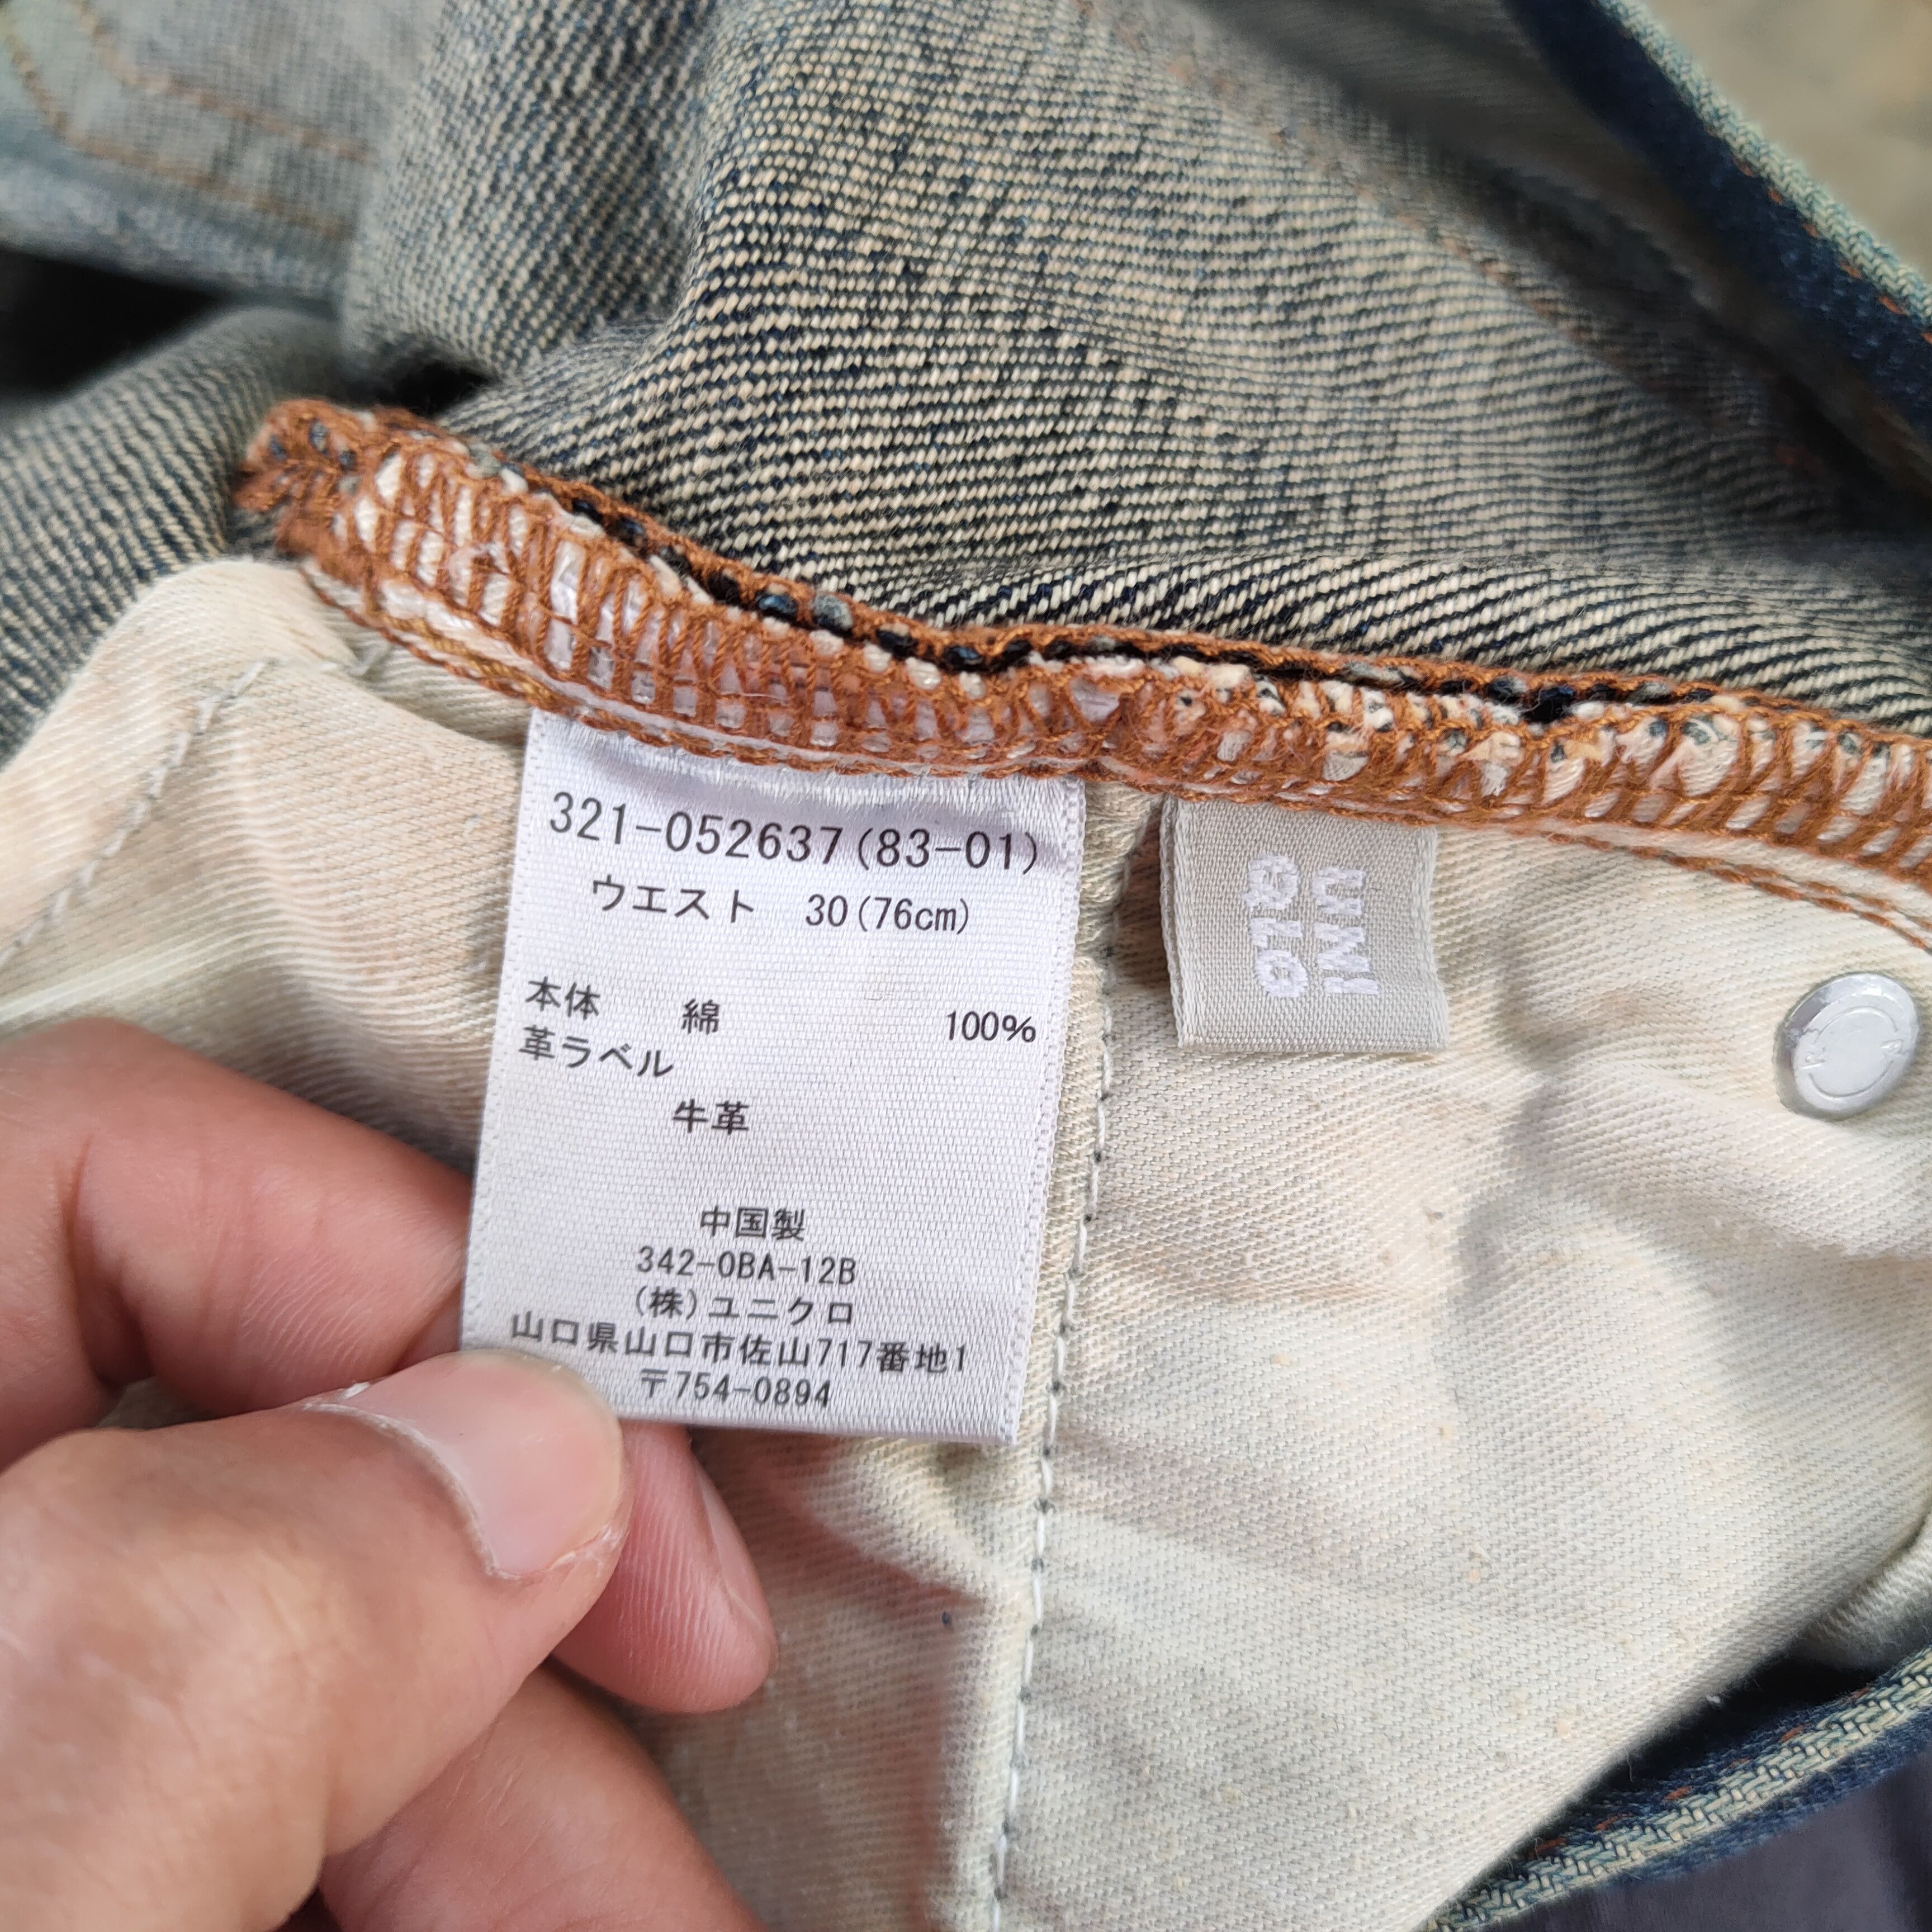 321-052637(83-01)
ウエスト 30(76cm)
本体 綿 100%
革ラベル
牛革
中国製
342-0BA-12B
(株)ユニクロ
山口県山口市佐山717番地1
〒754-0894
UNI
QLO